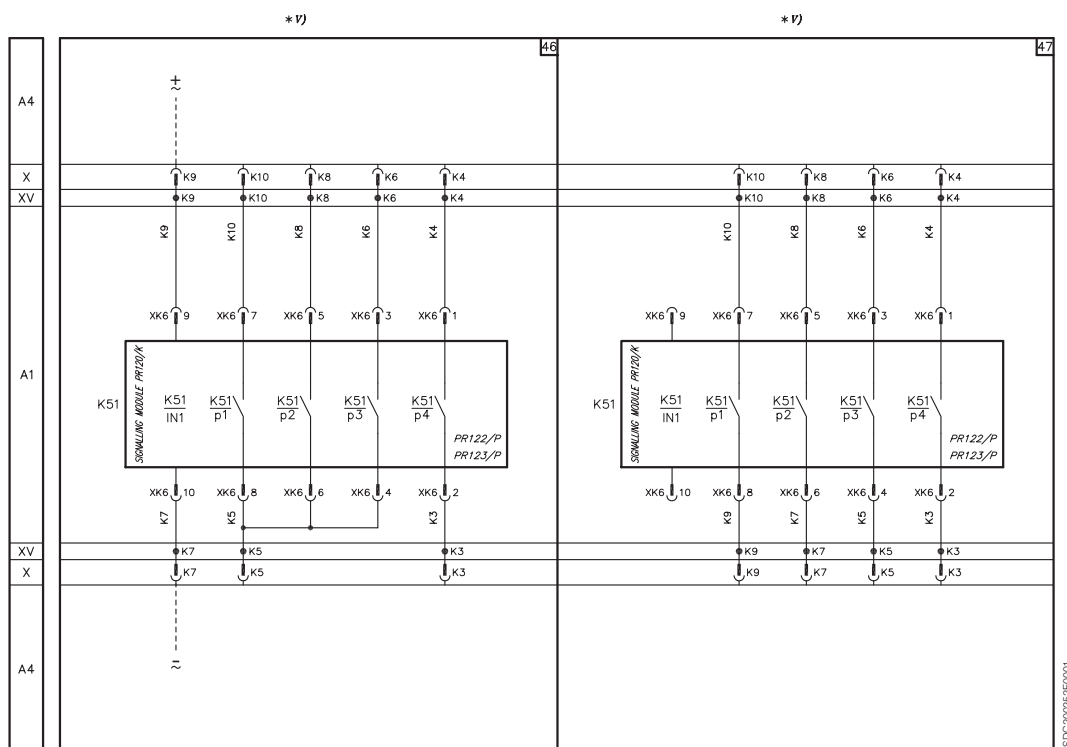 *V) *V)
46 47
A4
+
~
X K9 K10 K8 K6 K4 K10 K8 K6 K4
XV K9 K10 K8 K6 K4 K10 K8 K6 K4
K9 K10 K8 K6 K4 K10 K8 K6 K4
XK6 9 XK6 7 XK6 5 XK6 3 XK6 1 XK6 9 XK6 7 XK6 5 XK6 3 XK6 1
A1
SIGNALLING MODULE PR120/K
SIGNALLING MODULE PR120/K
K51 K51 K51 K51 K51 K51 K51 K51 K51 K51 K51 K51
IN1 p1 p2 p3 p4 IN1 p1 p2 p3 p4
PR122/P PR122/P
PR123/P PR123/P
XK6 10 XK6 8 XK6 6 XK6 4 XK6 2 XK6 10 XK6 8 XK6 6 XK6 4 XK6 2
K7 K5 K3 K9 K7 K5 K3
XV K7 K5 K3 K9 K7 K5 K3
X K7 K5 K3 K9 K7 K5 K3
A4
-
~